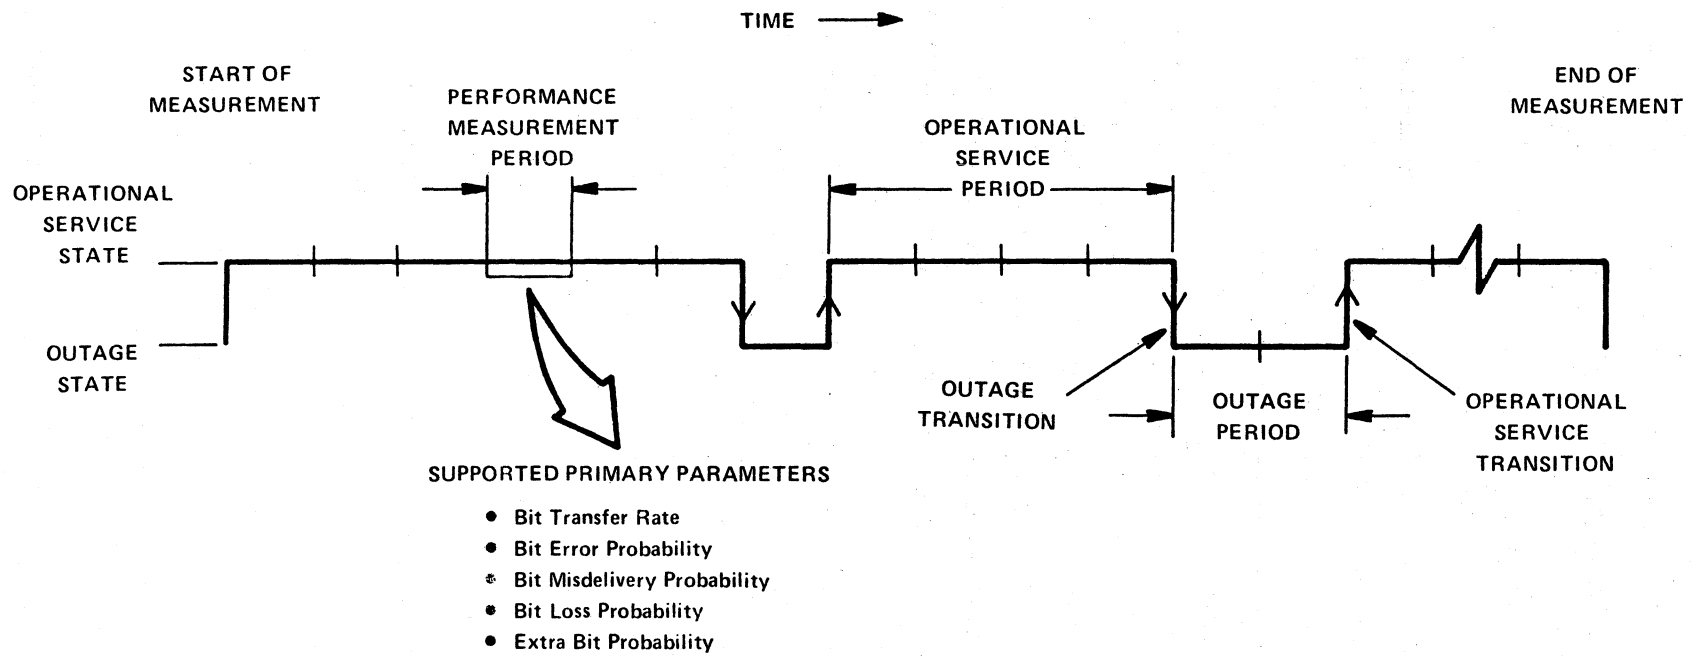 TIME
START OF
MEASUREMENT
END OF
MEASUREMENT
PERFORMANCE
MEASUREMENT
PERIOD
OPERATIONAL
SERVICE
PERIOD
OPERATIONAL
SERVICE
STATE
OUTAGE
STATE
OUTAGE
TRANSITION
OUTAGE
PERIOD
OPERATIONAL
SERVICE
TRANSITION
SUPPORTED PRIMARY PARAMETERS
• Bit Transfer Rate
• Bit Error Probability
• Bit Misdelivery Probability
• Bit Loss Probability
• Extra Bit Probability